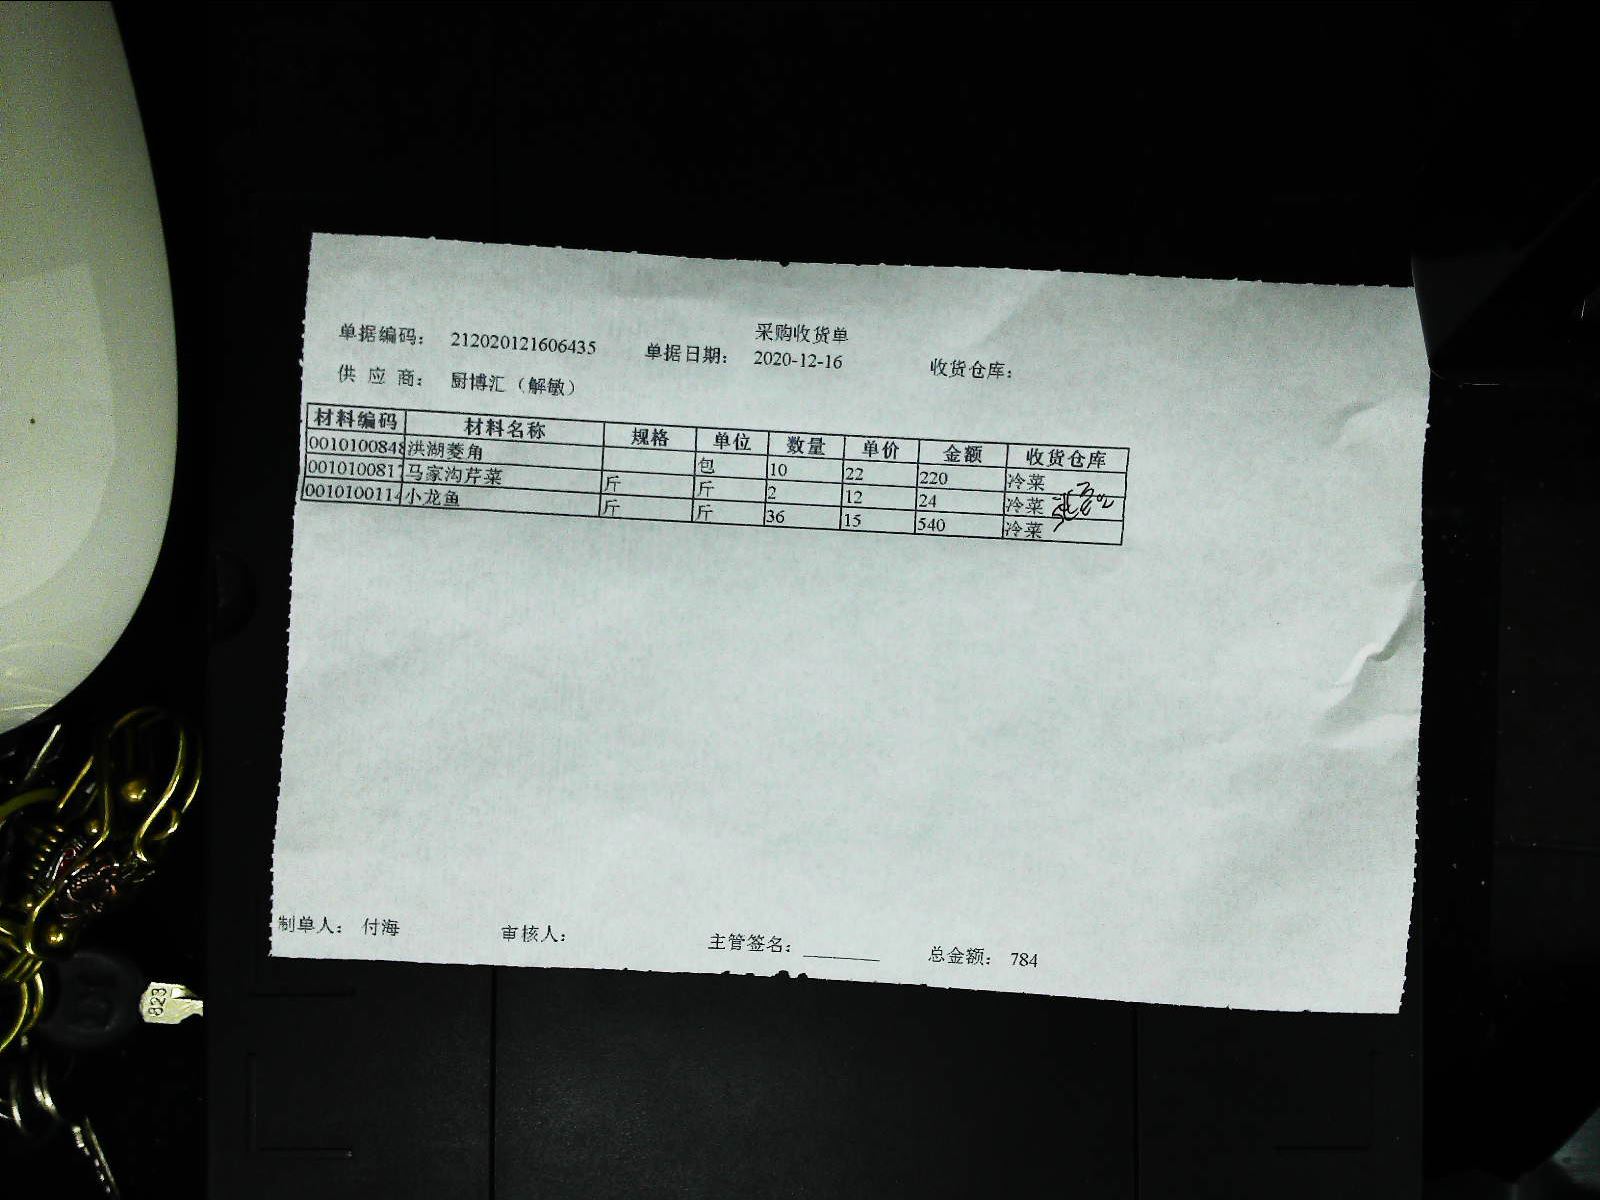 采购收货单
单据编码： 212020121606435 单据日期： 2020-12-16 收货仓库：
供 应 商： 厨博汇（解敏）
材料编码 材料名称 规格 单位 数量 单价 金额 收货仓库
0010100848 洪湖菱角 包 10 22 220 冷菜
0010100817 马家沟芹菜 斤 斤 2 12 24 冷菜
0010100114 小龙鱼 斤 斤 36 15 540 冷菜
制单人： 付海 审核人： 主管签名： 总金额： 784
823